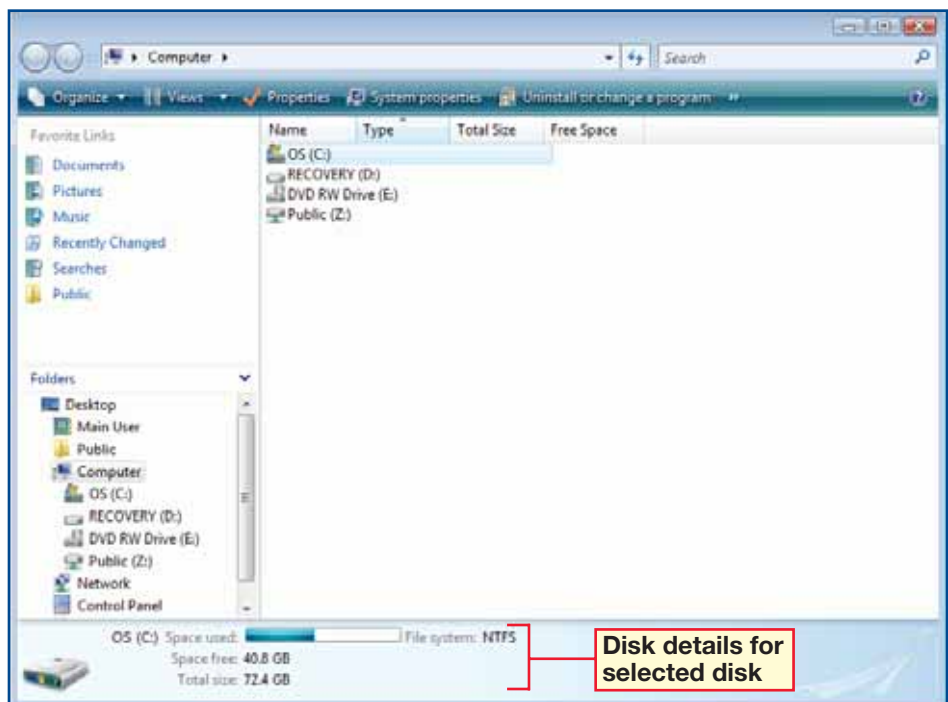 Computer
Search
Organize Views Properties System properties Uninstall or change a program »
Favorite Links
Documents
Pictures
Music
Recently Changed
Searches
Public
Name Type Total Size Free Space
OS (C:)
RECOVERY (D:)
DVD RW Drive (E:)
Public (Z:)
Folders
Desktop
Main User
Public
Computer
OS (C:)
RECOVERY (D:)
DVD RW Drive (E:)
Public (Z:)
Network
Control Panel
OS (C:) Space used: File system: NTFS
Space free: 40.8 GB
Total size: 72.4 GB
Disk details for
selected disk